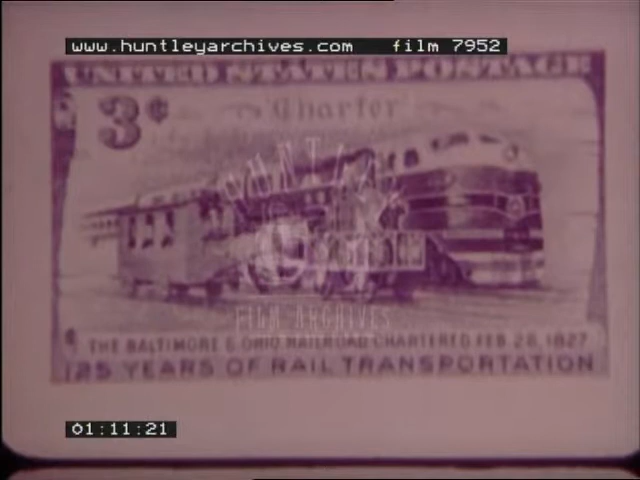 www.huntleyarchives.com film 7952
UNITED STATES POSTAGE
3¢
Charter
HUNTLEY
FILM ARCHIVES
THE BALTIMORE & OHIO RAILROAD CHARTERED FEB. 28, 1827
125 YEARS OF RAIL TRANSPORTATION
01:11:21